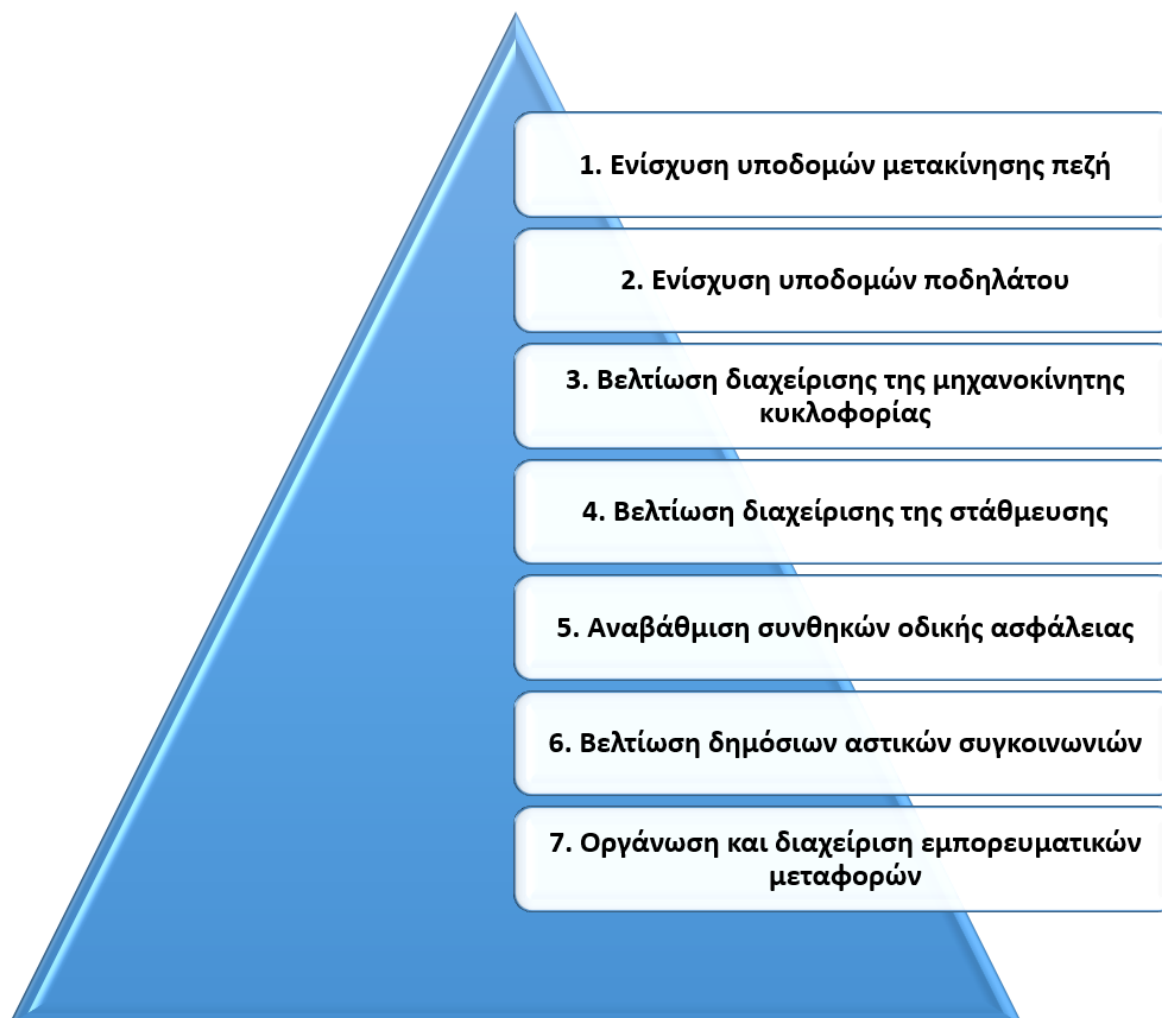 1. Ενίσχυση υποδομών μετακίνησης πεζή
2. Ενίσχυση υποδομών ποδηλάτου
3. Βελτίωση διαχείρισης της μηχανοκίνητης
κυκλοφορίας
4. Βελτίωση διαχείρισης της στάθμευσης
5. Αναβάθμιση συνθηκών οδικής ασφάλειας
6. Βελτίωση δημόσιων αστικών συγκοινωνιών
7. Οργάνωση και διαχείριση εμπορευματικών
μεταφορών